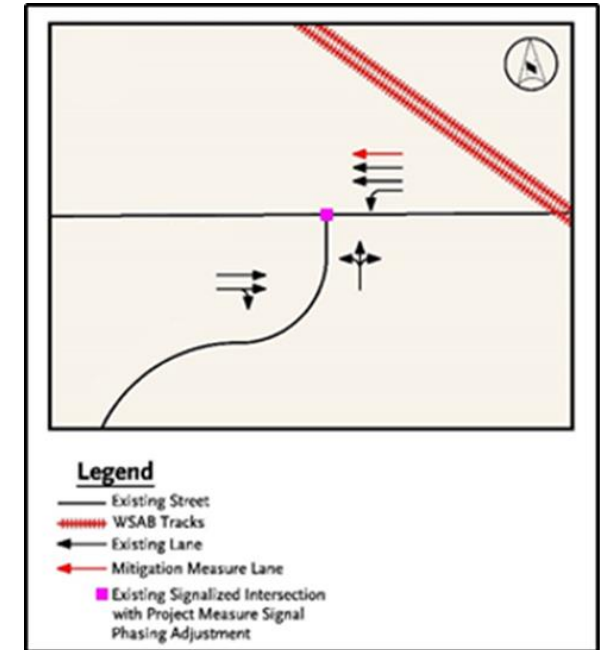 Legend
Existing Street
WSAB Tracks
Existing Lane
Mitigation Measure Lane
Existing Signalized Intersection
with Project Measure Signal
Phasing Adjustment